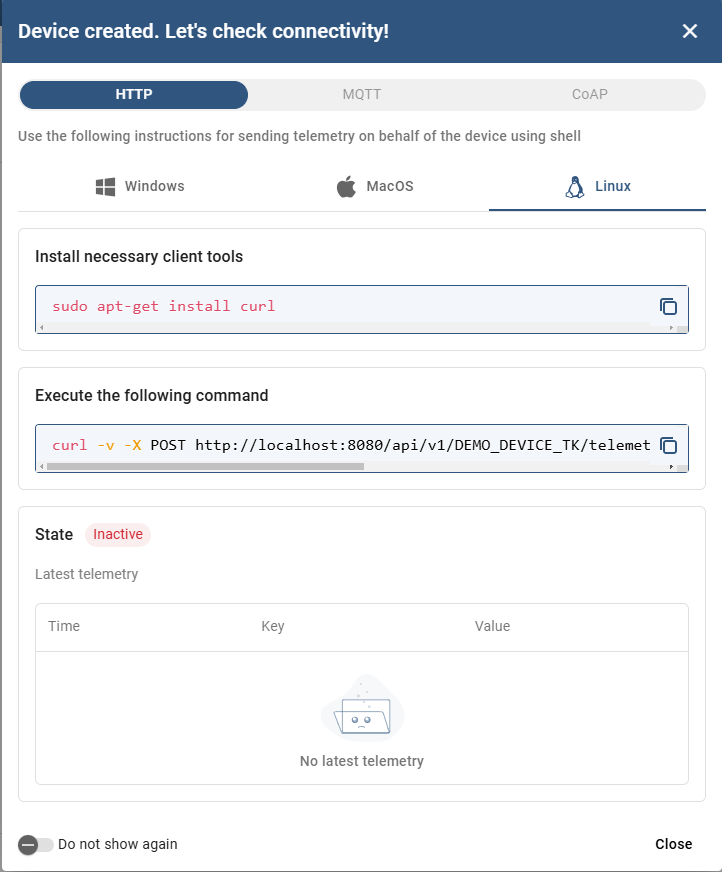 Device created. Let's check connectivity!
HTTP MQTT CoAP
Use the following instructions for sending telemetry on behalf of the device using shell
Windows MacOS Linux
Install necessary client tools
sudo apt-get install curl
Execute the following command
curl -v -X POST http://localhost:8080/api/v1/DEMO_DEVICE_TK/telemet
State Inactive
Latest telemetry
Time Key Value
No latest telemetry
Do not show again Close